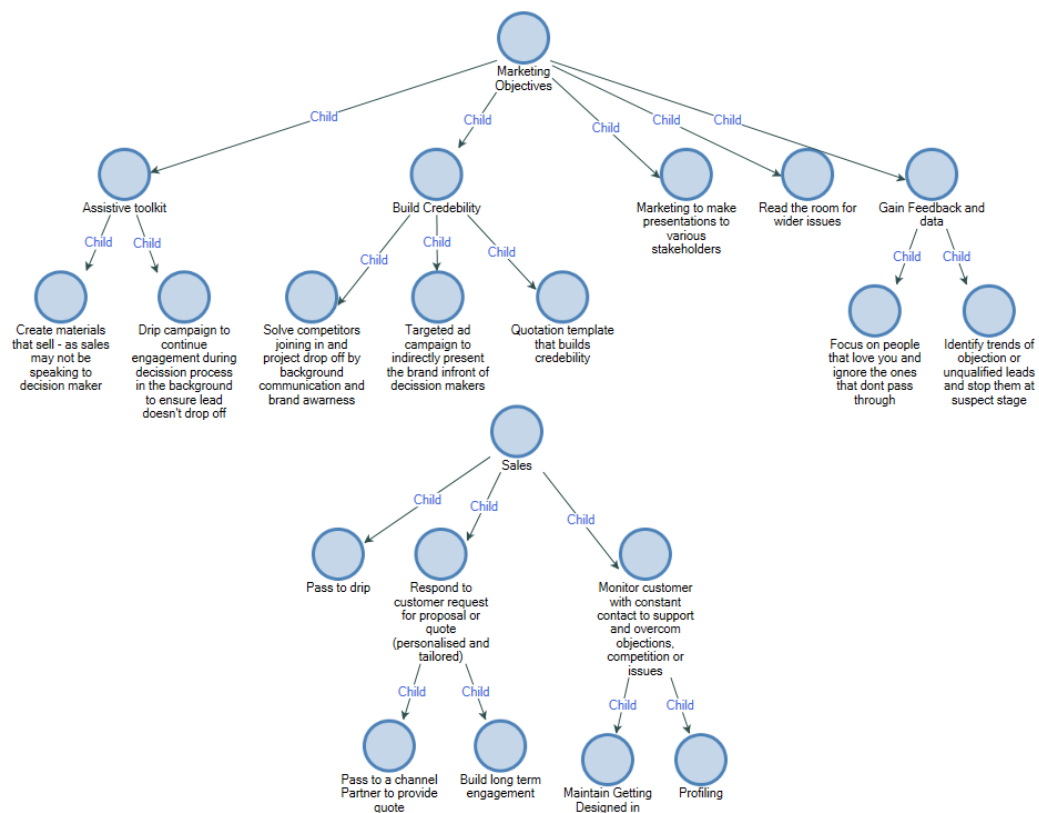 Marketing
Objectives
Child
Child
Child
Child
Child
Assistive toolkit
Build Credebility
Marketing to make
presentations to
various
stakeholders
Read the room for
wider issues
Gain Feedback and
data
Child
Child
Child
Child
Child
Child
Child
Create materials
that sell - as sales
may not be
speaking to
decision maker
Drip campaign to
continue
engagement during
decission process
in the background
to ensure lead
doesn't drop off
Solve competitors
joining in and
project drop off by
background
communication and
brand awarness
Targeted ad
campaign to
indirectly present
the brand infront of
decission makers
Quotation template
that builds
credebility
Focus on people
that love you and
ignore the ones
that dont pass
through
Identify trends of
objection or
unqualified leads
and stop them at
suspect stage
Sales
Child
Child
Child
Pass to drip
Respond to
customer request
for proposal or
quote
(personalised and
tailored)
Monitor customer
with constant
contact to support
and overcom
objections,
competition or
issues
Child
Child
Child
Child
Pass to a channel
Partner to provide
quote
Build long term
engagement
Maintain Getting
Designed in
Profiling